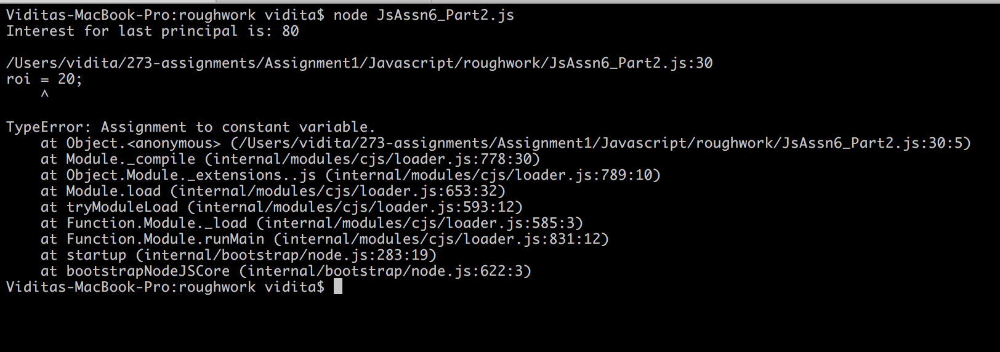 Viditas-MacBook-Pro:roughwork vidita$ node JsAssn6_Part2.js
Interest for last principal is: 80
/Users/vidita/273-assignments/Assignment1/Javascript/roughwork/JsAssn6_Part2.js:30
roi = 20;
    ^
TypeError: Assignment to constant variable.
    at Object.<anonymous> (/Users/vidita/273-assignments/Assignment1/Javascript/roughwork/JsAssn6_Part2.js:30:5)
    at Module._compile (internal/modules/cjs/loader.js:778:30)
    at Object.Module._extensions..js (internal/modules/cjs/loader.js:789:10)
    at Module.load (internal/modules/cjs/loader.js:653:32)
    at tryModuleLoad (internal/modules/cjs/loader.js:593:12)
    at Function.Module._load (internal/modules/cjs/loader.js:585:3)
    at Function.Module.runMain (internal/modules/cjs/loader.js:831:12)
    at startup (internal/bootstrap/node.js:283:19)
    at bootstrapNodeJSCore (internal/bootstrap/node.js:622:3)
Viditas-MacBook-Pro:roughwork vidita$